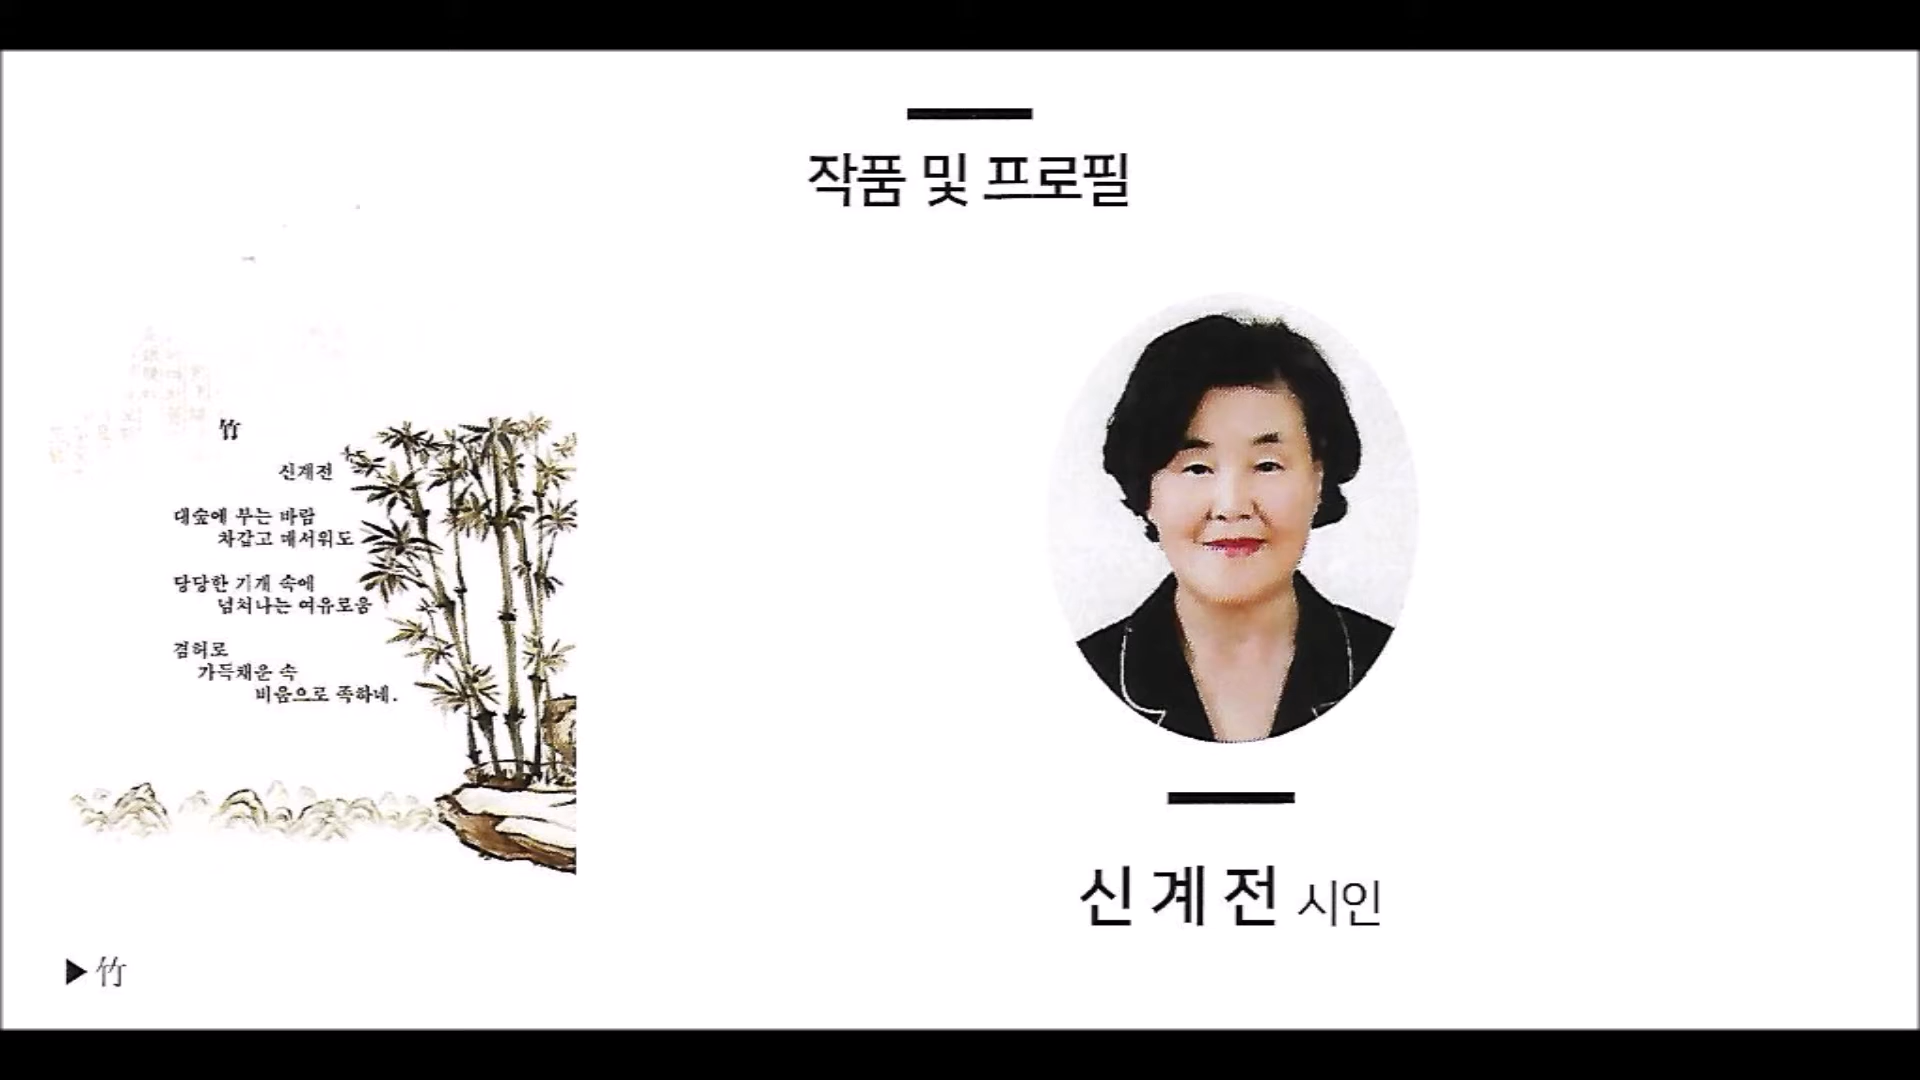 작품 및 프로필
竹
신계전
대숲에 부는 바람
차갑고 매서워도
당당한 기개 속에
넘쳐나는 여유로움
겸허로
가득채운 속
비움으로 족하네.
신계전 시인
▶竹